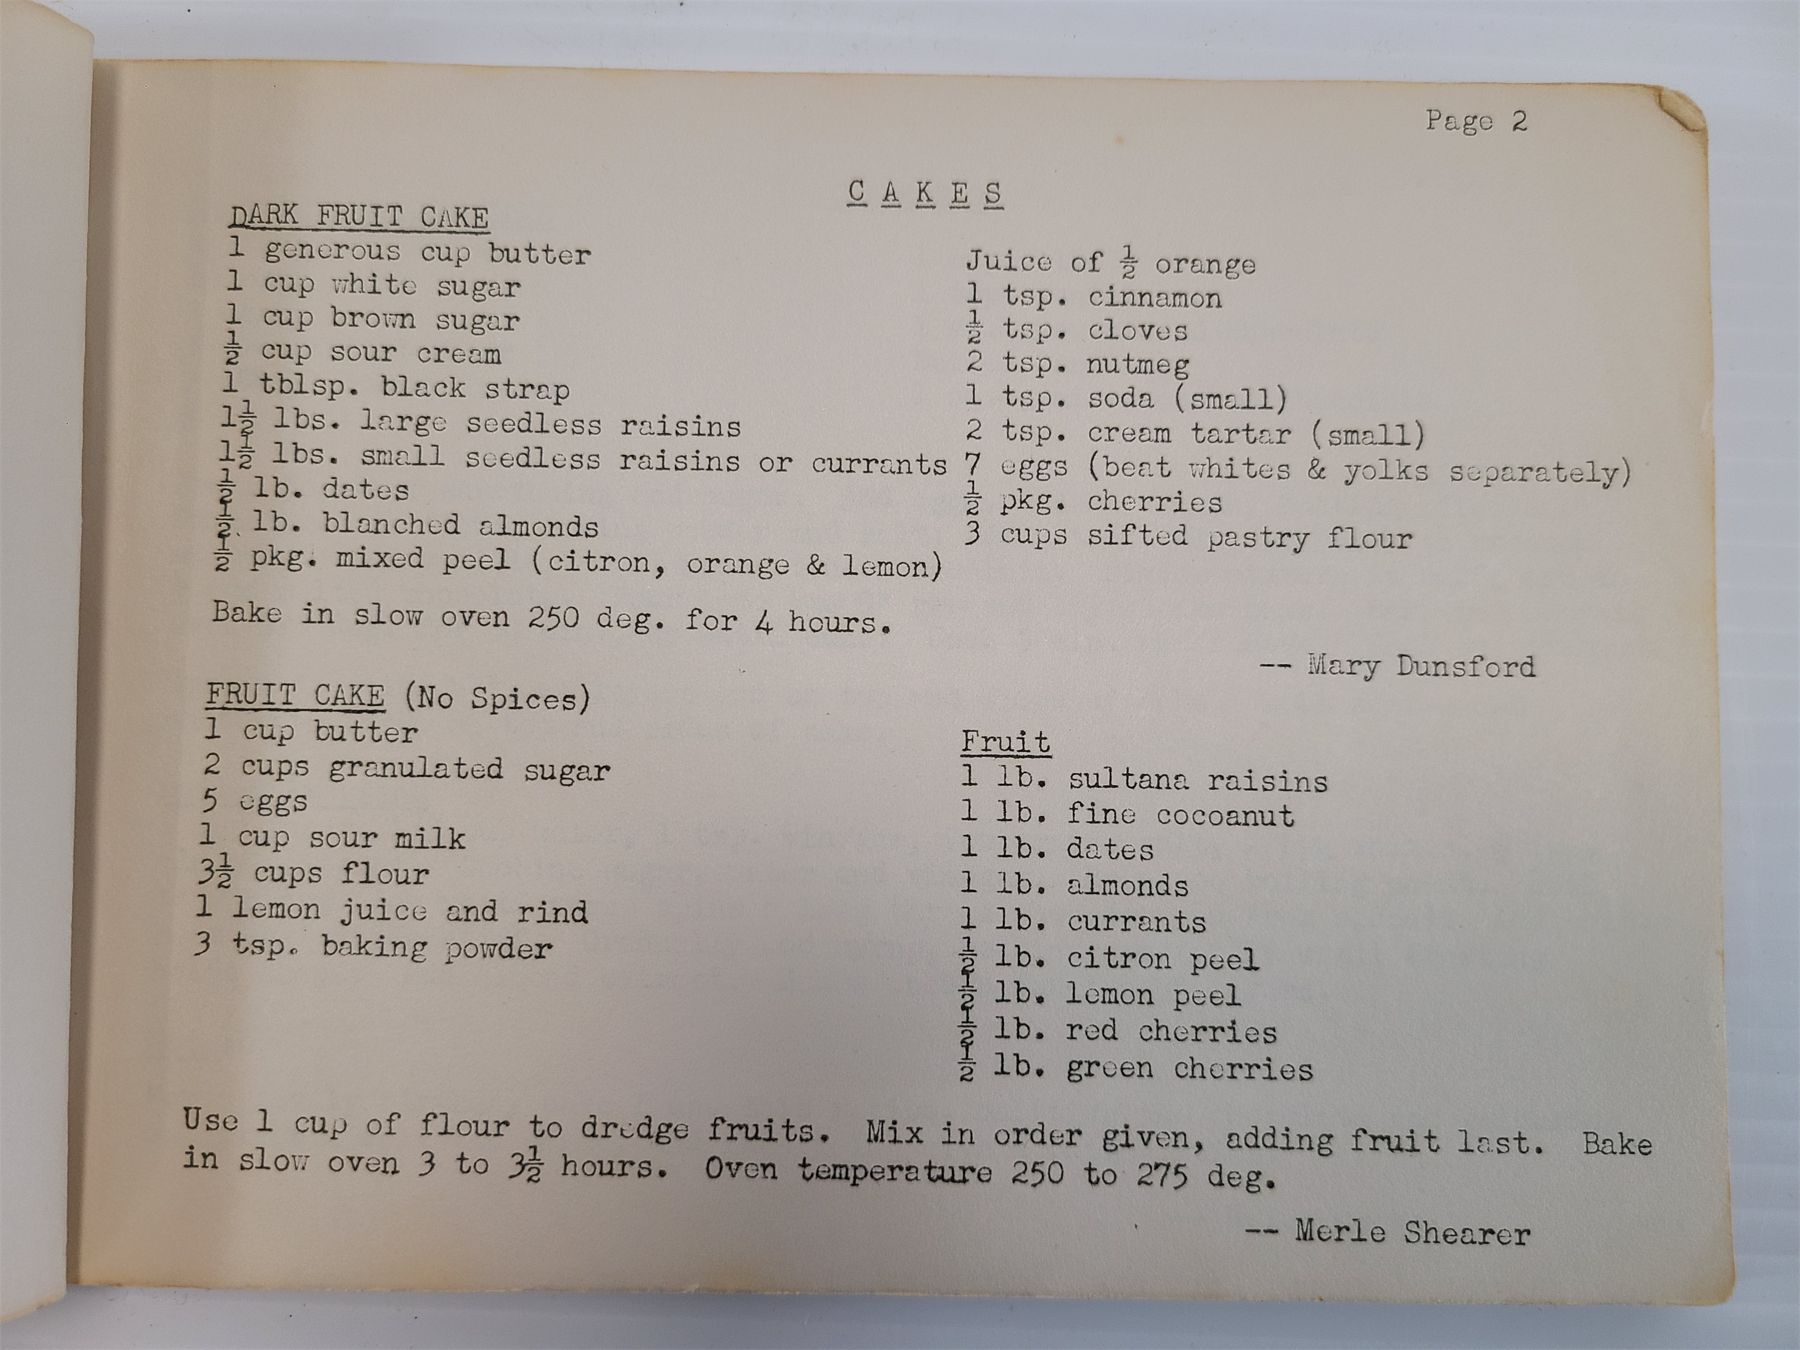 Page 2
C A K E S
DARK FRUIT CAKE
1 generous cup butter
1 cup white sugar
1 cup brown sugar
½ cup sour cream
1 tblsp. black strap
1½ lbs. large seedless raisins
1½ lbs. small seedless raisins or currants
½ lb. dates
½ lb. blanched almonds
½ pkg. mixed peel (citron, orange & lemon)
Juice of ½ orange
1 tsp. cinnamon
½ tsp. cloves
2 tsp. nutmeg
1 tsp. soda (small)
2 tsp. cream tartar (small)
7 eggs (beat whites & yolks separately)
½ pkg. cherries
3 cups sifted pastry flour
Bake in slow oven 250 deg. for 4 hours.
-- Mary Dunsford
FRUIT CAKE (No Spices)
1 cup butter
2 cups granulated sugar
5 eggs
1 cup sour milk
3½ cups flour
1 lemon juice and rind
3 tsp. baking powder
Fruit
1 lb. sultana raisins
1 lb. fine cocoanut
1 lb. dates
1 lb. almonds
1 lb. currants
½ lb. citron peel
½ lb. lemon peel
½ lb. red cherries
½ lb. green cherries
Use 1 cup of flour to dredge fruits. Mix in order given, adding fruit last. Bake
in slow oven 3 to 3½ hours. Oven temperature 250 to 275 deg.
-- Merle Shearer